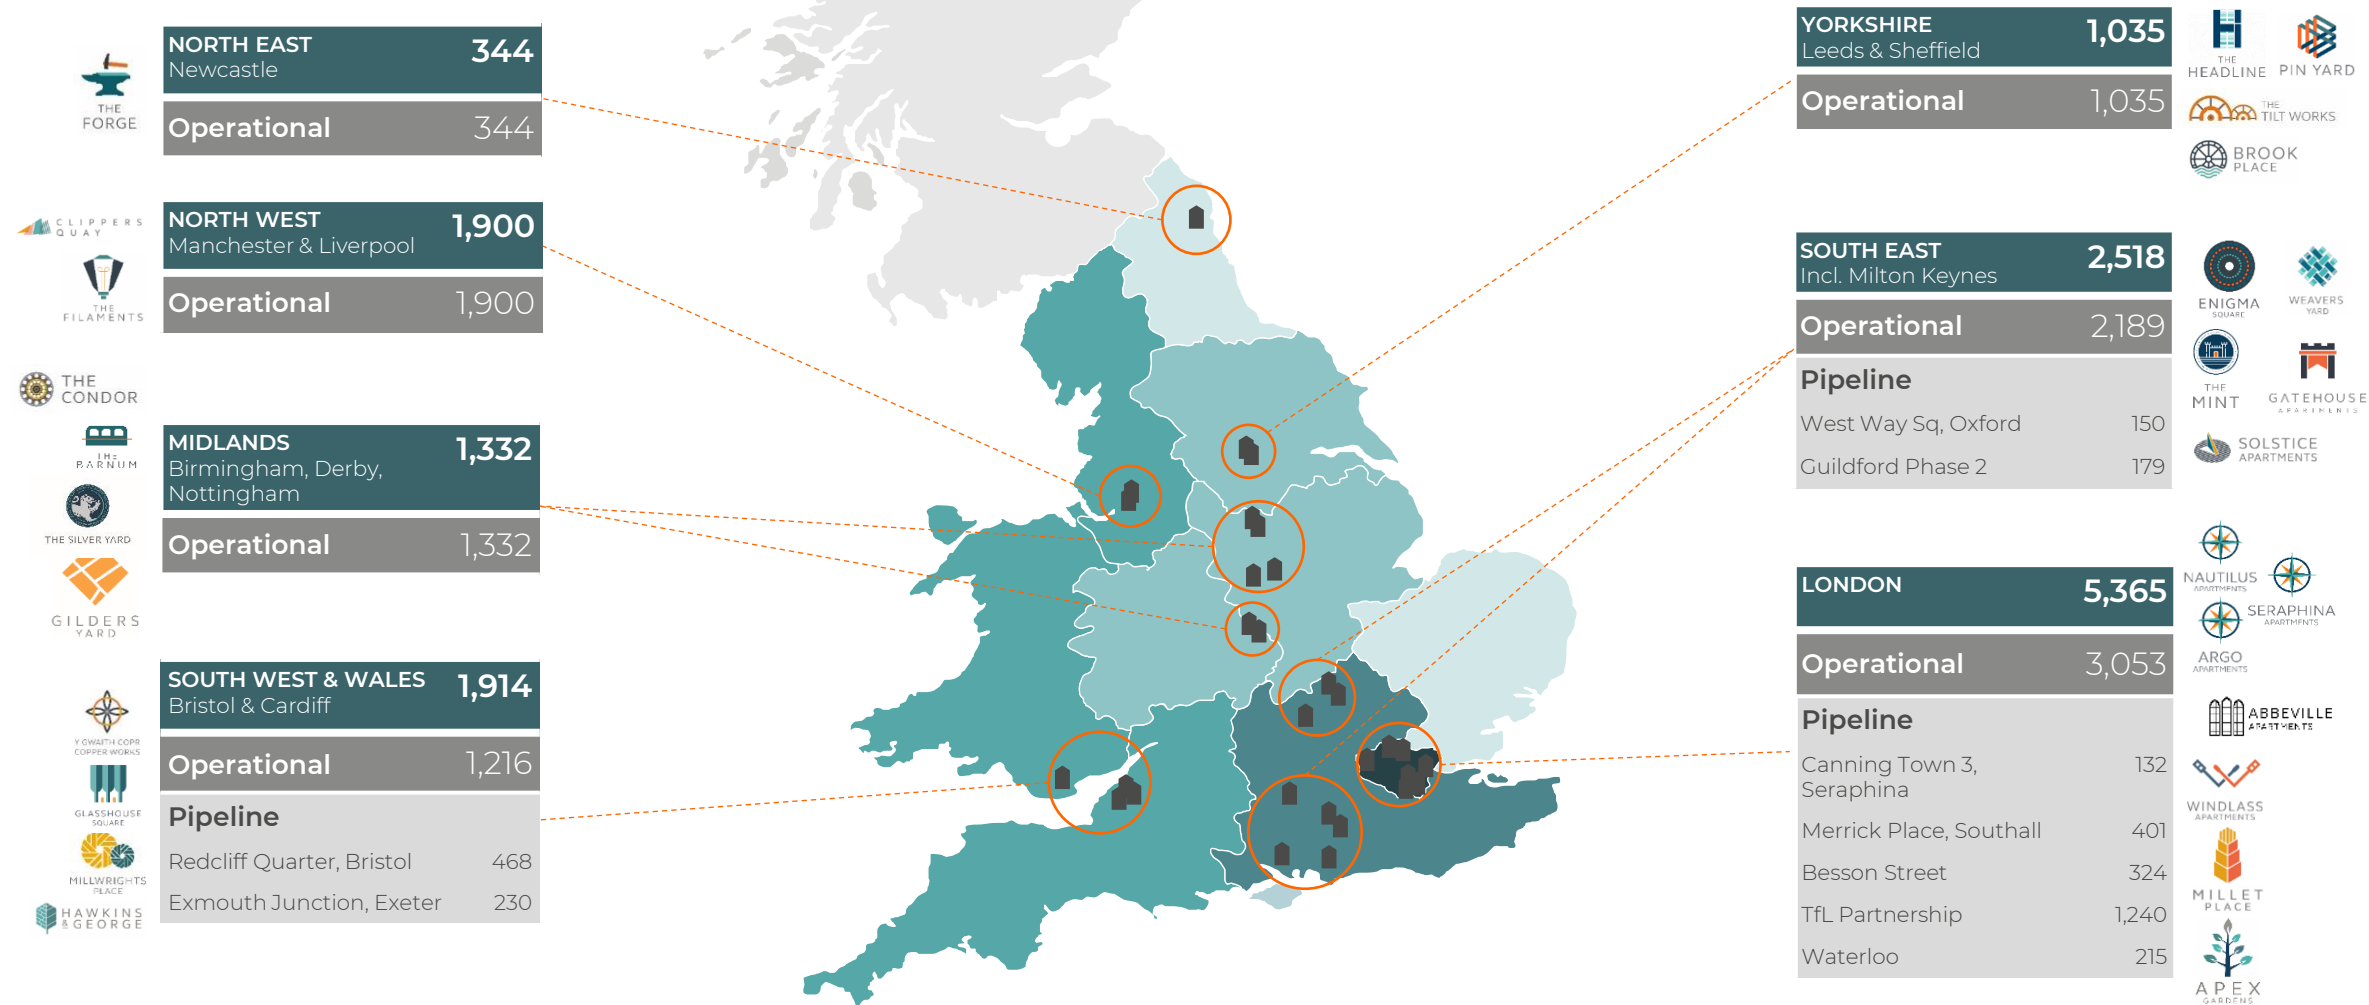 THE
FORGE
NORTH EAST 344
Newcastle
Operational 344
CLIPPERS
QUAY
THE
FILAMENTS
NORTH WEST 1,900
Manchester & Liverpool
Operational 1,900
THE
CONDOR
THE
BARNUM
THE SILVER YARD
GILDERS
YARD
MIDLANDS 1,332
Birmingham, Derby,
Nottingham
Operational 1,332
Y GWAITH COPR
COPPER WORKS
GLASSHOUSE
SQUARE
MILLWRIGHTS
PLACE
HAWKINS
& GEORGE
SOUTH WEST & WALES 1,914
Bristol & Cardiff
Operational 1,216
Pipeline
Redcliff Quarter, Bristol 468
Exmouth Junction, Exeter 230
YORKSHIRE 1,035
Leeds & Sheffield
Operational 1,035
THE
HEADLINE
PIN YARD
THE
TILT WORKS
BROOK
PLACE
SOUTH EAST 2,518
Incl. Milton Keynes
Operational 2,189
Pipeline
West Way Sq, Oxford 150
Guildford Phase 2 179
ENIGMA
SQUARE
WEAVERS
YARD
THE
MINT
GATEHOUSE
APARTMENTS
SOLSTICE
APARTMENTS
LONDON 5,365
Operational 3,053
Pipeline
Canning Town 3,
Seraphina 132
Merrick Place, Southall 401
Besson Street 324
TfL Partnership 1,240
Waterloo 215
NAUTILUS
APARTMENTS
SERAPHINA
APARTMENTS
ARGO
APARTMENTS
ABBEVILLE
APARTMENTS
WINDLASS
APARTMENTS
MILLET
PLACE
APEX
GARDENS